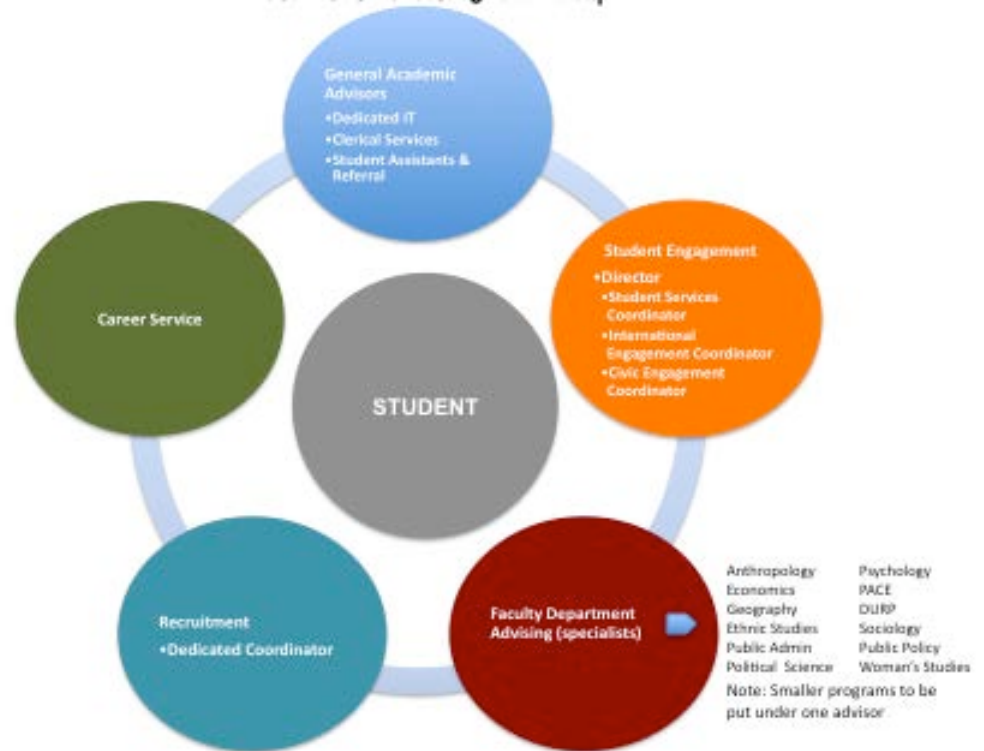 General Academic
Advisors
•Dedicated IT
•Clerical Services
•Student Assistants &
Referral
Student Engagement
•Director
•Student Services
Coordinator
•International
Engagement Coordinator
•Civic Engagement
Coordinator
Career Service
STUDENT
Faculty Department
Advising (specialists)
Anthropology Psychology
Economics PACE
Geography DURP
Ethnic Studies Sociology
Public Admin Public Policy
Political Science Woman's Studies
Note: Smaller programs to be
put under one advisor
Recruitment
•Dedicated Coordinator